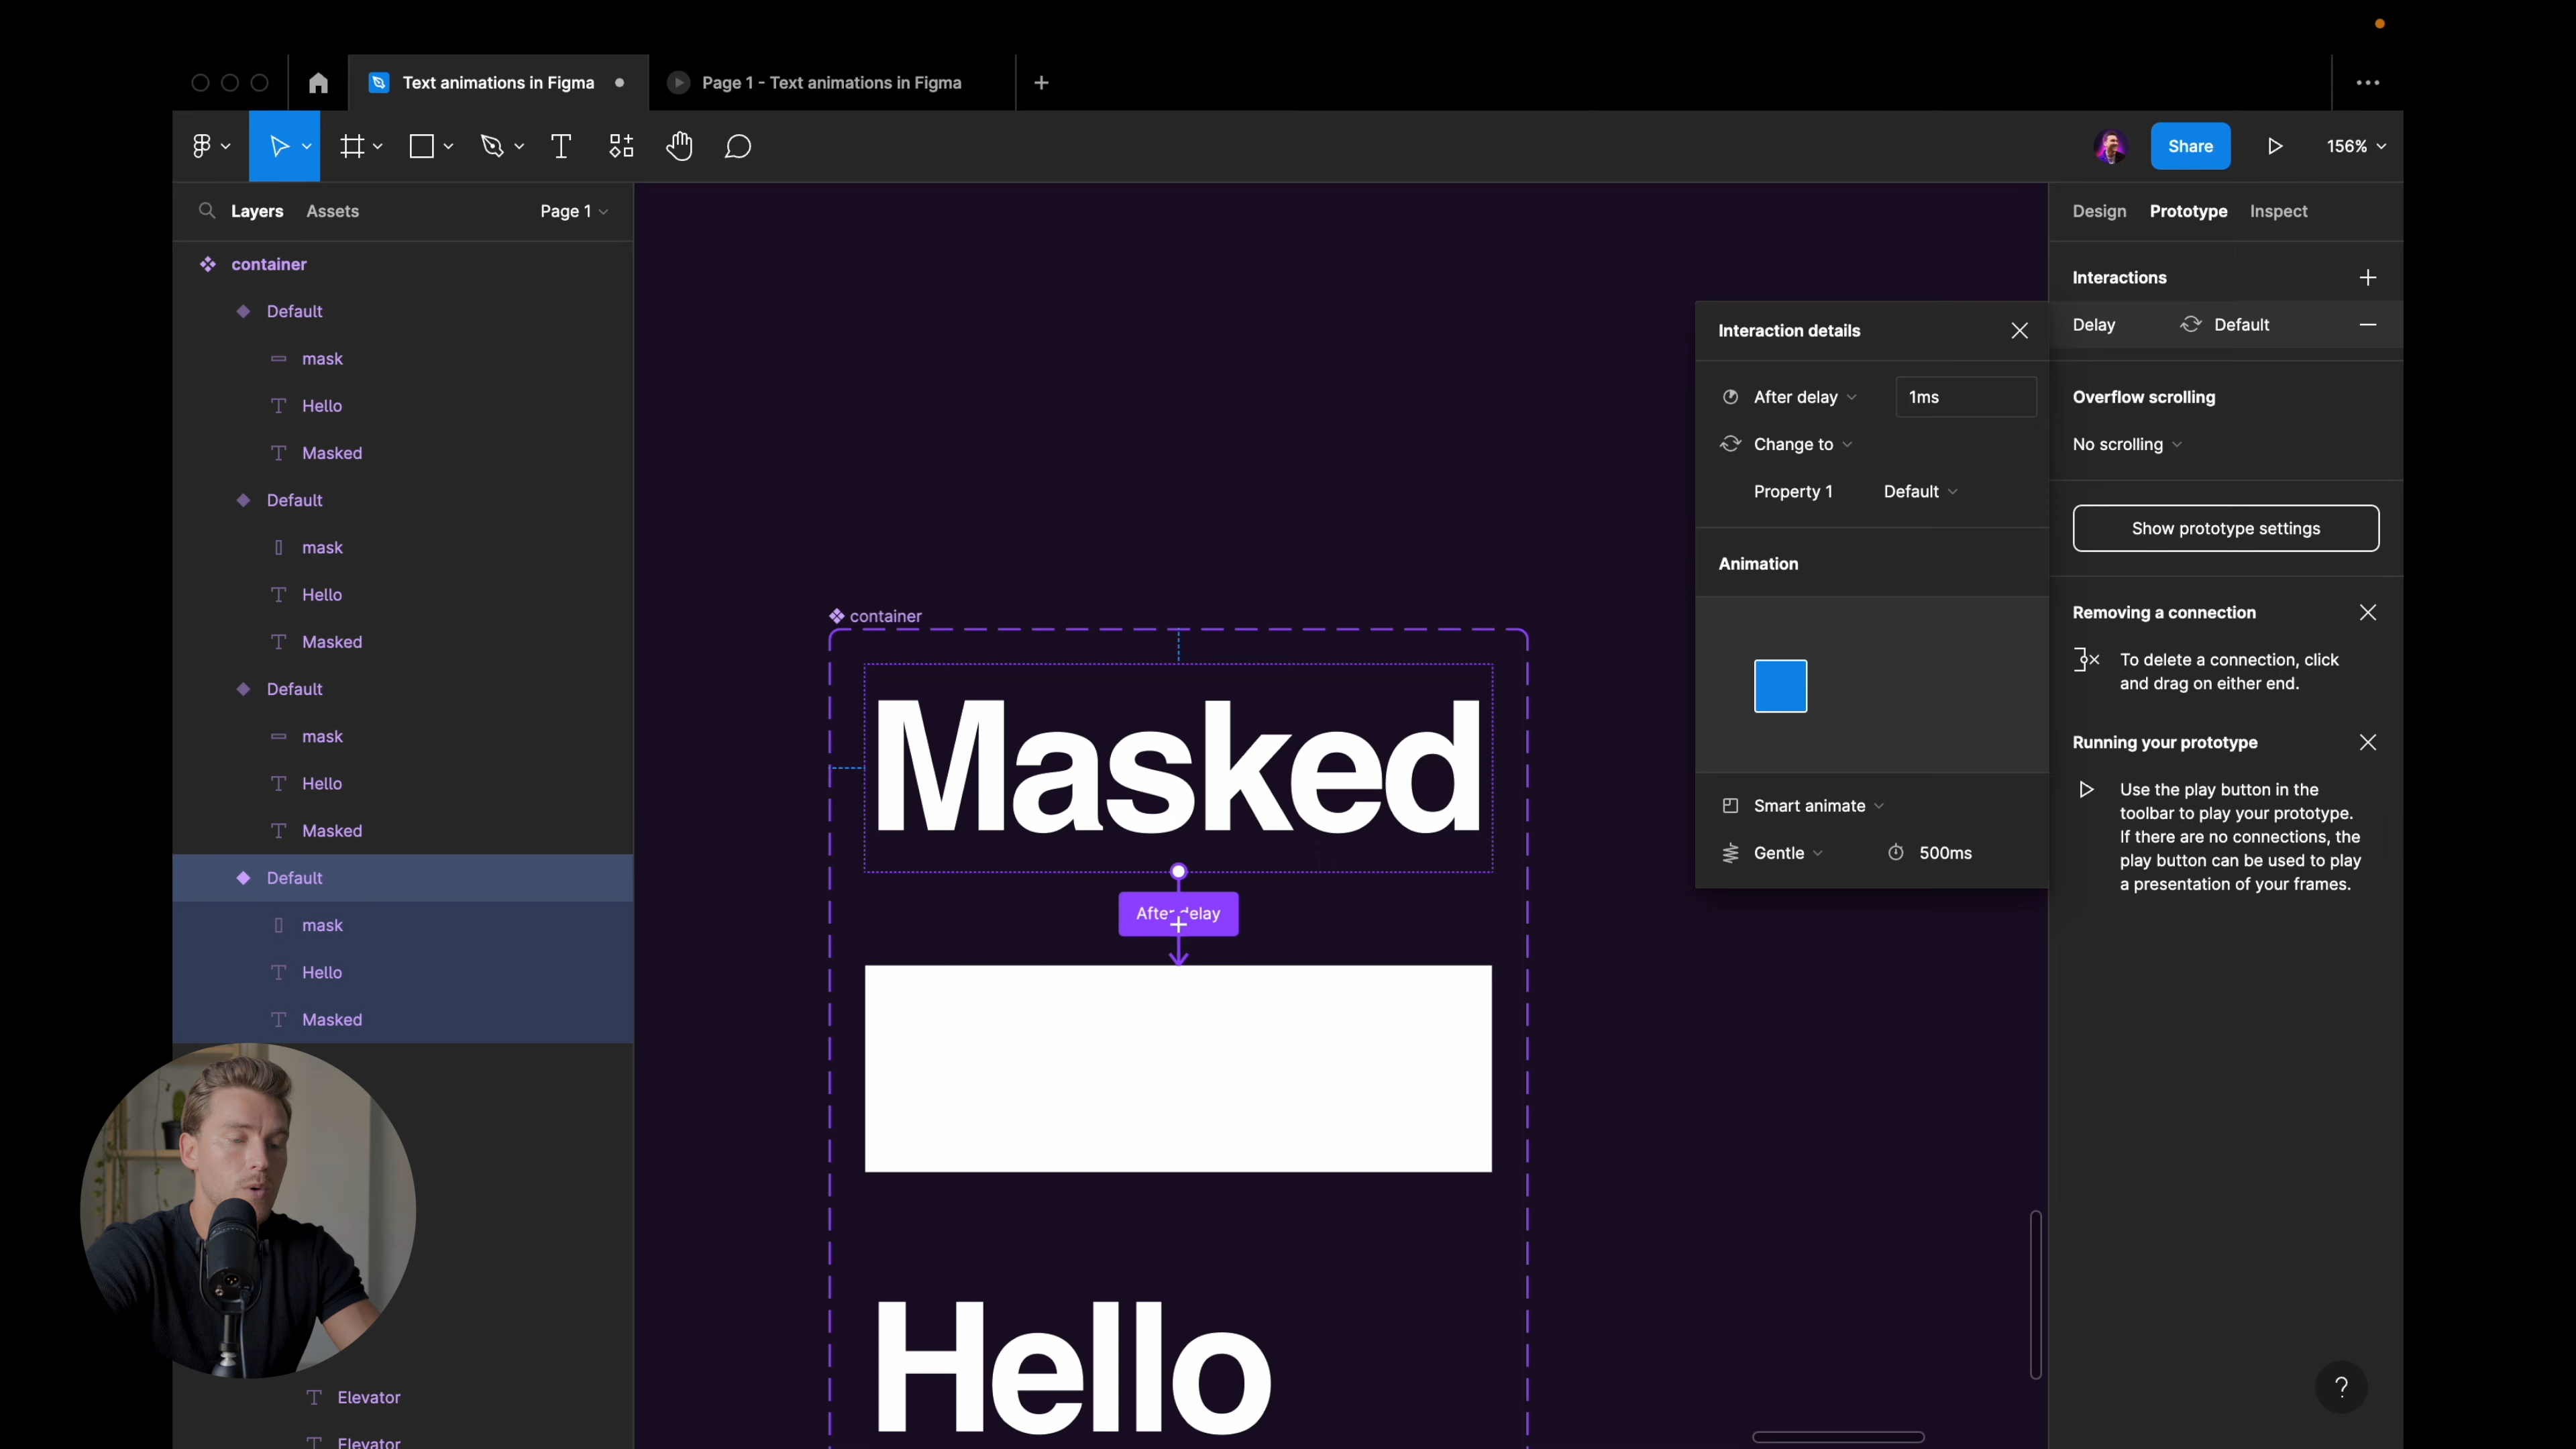 Text animations in Figma
Page 1 - Text animations in Figma
Share
156%
Layers
Assets
Page 1
Design
Prototype
Inspect
container
Default
mask
Hello
Masked
Default
mask
Hello
Masked
Default
mask
Hello
Masked
Default
mask
Hello
Masked
Elevator
Elevator
container
Masked
After delay
Hello
Interaction details
After delay
1ms
Change to
Property 1
Default
Animation
Smart animate
Gentle
500ms
Interactions
Delay
Default
Overflow scrolling
No scrolling
Show prototype settings
Removing a connection
To delete a connection, click
and drag on either end.
Running your prototype
Use the play button in the
toolbar to play your prototype.
If there are no connections, the
play button can be used to play
a presentation of your frames.
?